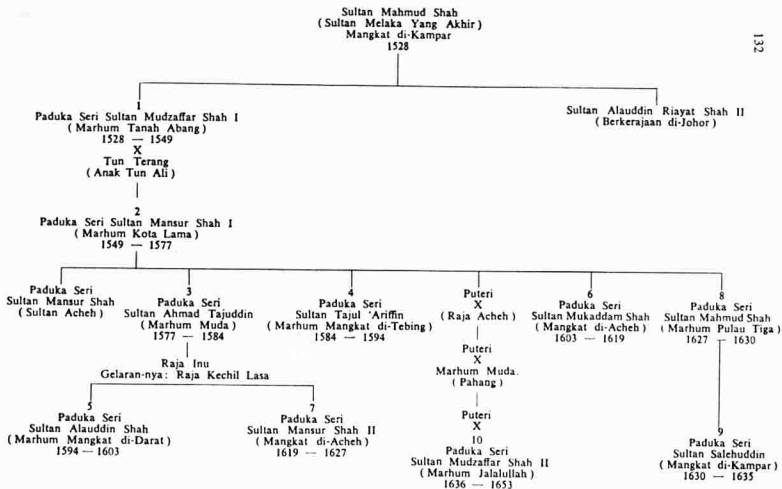 132
Sultan Mahmud Shah
(Sultan Melaka Yang Akhir)
Mangkat di-Kampar
1528
1
Paduka Seri Sultan Mudzaffar Shah I
(Marhum Tanah Abang)
1528 — 1549
X
Tun Terang
(Anak Tun Ali)
Sultan Alauddin Riayat Shah II
(Berkerajaan di-Johor)
2
Paduka Seri Sultan Mansur Shah I
(Marhum Kota Lama)
1549 — 1577
Paduka Seri
Sultan Mansur Shah
(Sultan Acheh)
3
Paduka Seri
Sultan Ahmad Tajuddin
(Marhum Muda)
1577 — 1584
4
Paduka Seri
Sultan Tajul 'Ariffin
(Marhum Mangkat di-Tebing)
1584 — 1594
Puteri
X
(Raja Acheh)
Puteri
X
Marhum Muda.
(Pahang)
Puteri
X
10
Paduka Seri
Sultan Mudzaffar Shah II
(Marhum Jalalullah)
1636 — 1653
6
Paduka Seri
Sultan Mukaddam Shah
(Mangkat di-Acheh)
1603 — 1619
8
Paduka Seri
Sultan Mahmud Shah
(Marhum Pulau Tiga)
1627 — 1630
Raja Inu
Gelaran-nya: Raja Kechil Lasa
5
Paduka Seri
Sultan Alauddin Shah
(Marhum Mangkat di-Darat)
1594 — 1603
7
Paduka Seri
Sultan Mansur Shah II
(Mangkat di-Acheh)
1619 — 1627
9
Paduka Seri
Sultan Salehuddin
(Mangkat di-Kampar)
1630 — 1635